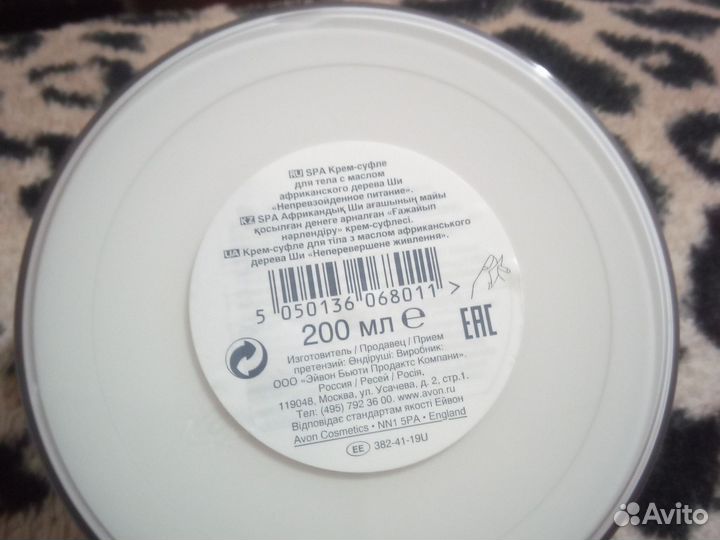 RU SPA Крем-суфле
для тела с маслом
африканского дерева Ши
«Непревзойденное питание».
KZ SPA Африкандық Ши ағашының майы
қосылған денеге арналған «Ғажайып
нәрлендіру» крем-суфлесі.
UA Крем-суфле для тіла з маслом африканського
дерева Ши «Неперевершене живлення».
5 050136 068011 >
200 мл e
EAC
Изготовитель / Продавец / Прием
претензий: Өндіруші: Виробник:
ООО «Эйвон Бьюти Продактс Компани».
Россия / Ресей / Росія.
119048, Москва, ул. Усачева, д. 2, стр.1.
Тел: (495) 792 36 00. www.avon.ru
Відповідає стандартам якості Ейвон
Avon Cosmetics • NN1 5PA • England
EE 382-41-19U
Avito